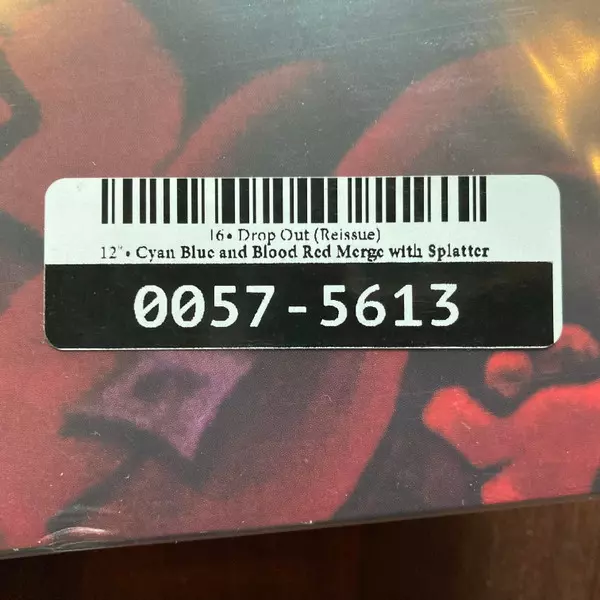 16• Drop Out (Reissue)
12"• Cyan Blue and Blood Red Merge with Splatter
0057-5613